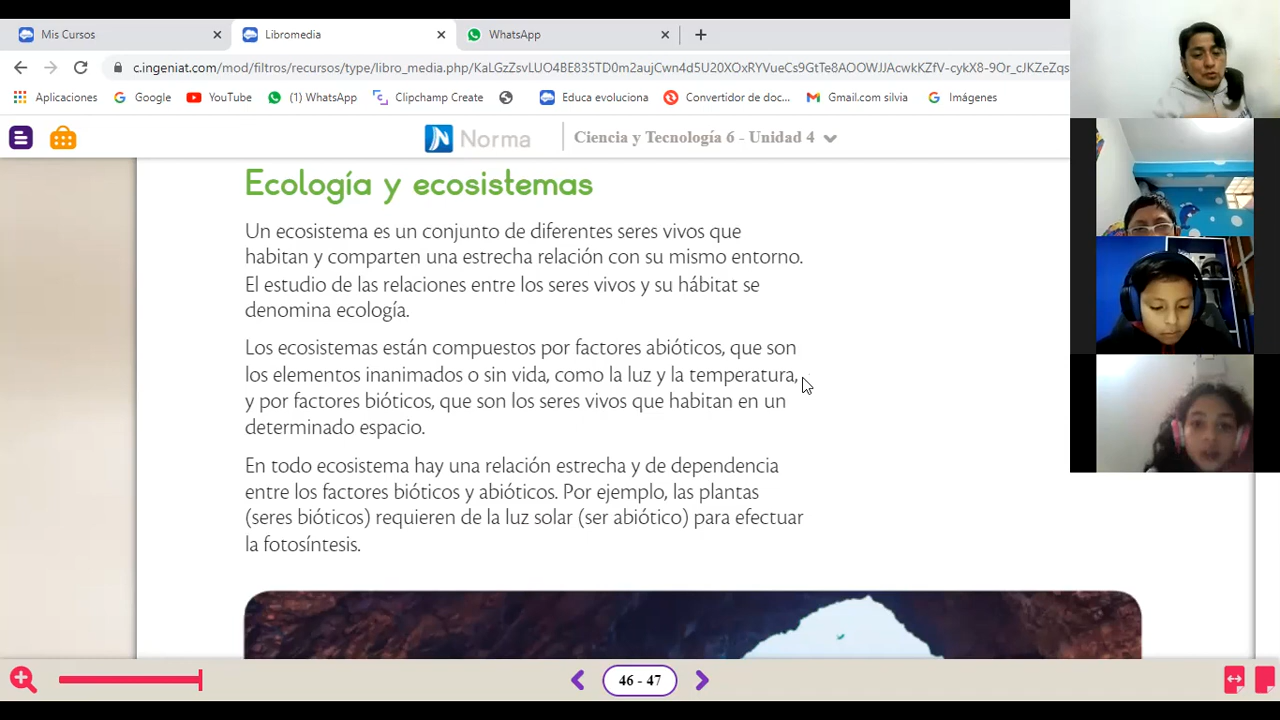 Mis Cursos
Libromedia
WhatsApp
c.ingeniat.com/mod/filtros/recursos/type/libro_media.php/
Aplicaciones
Google
YouTube
(1) WhatsApp
Clipchamp Create
Educa evoluciona
Convertidor de doc...
Gmail.com silvia
Imágenes
Norma
Ciencia y Tecnología 6 - Unidad 4
Ecología y ecosistemas
Un ecosistema es un conjunto de diferentes seres vivos que
habitan y comparten una estrecha relación con su mismo entorno.
El estudio de las relaciones entre los seres vivos y su hábitat se
denomina ecología.
Los ecosistemas están compuestos por factores abióticos, que son
los elementos inanimados o sin vida, como la luz y la temperatura,
y por factores bióticos, que son los seres vivos que habitan en un
determinado espacio.
En todo ecosistema hay una relación estrecha y de dependencia
entre los factores bióticos y abióticos. Por ejemplo, las plantas
(seres bióticos) requieren de la luz solar (ser abiótico) para efectuar
la fotosíntesis.
46 - 47